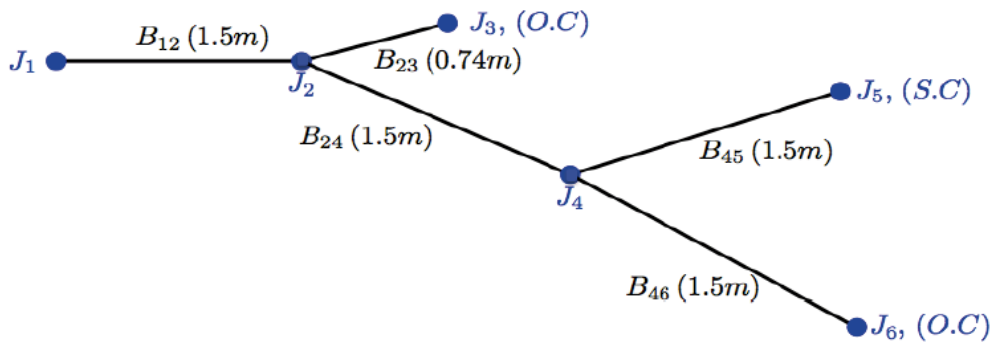 J₁
B₁₂ (1.5m)
J₂
J₃, (O.C)
B₂₃ (0.74m)
B₂₄ (1.5m)
J₄
J₅, (S.C)
B₄₅ (1.5m)
B₄₆ (1.5m)
J₆, (O.C)